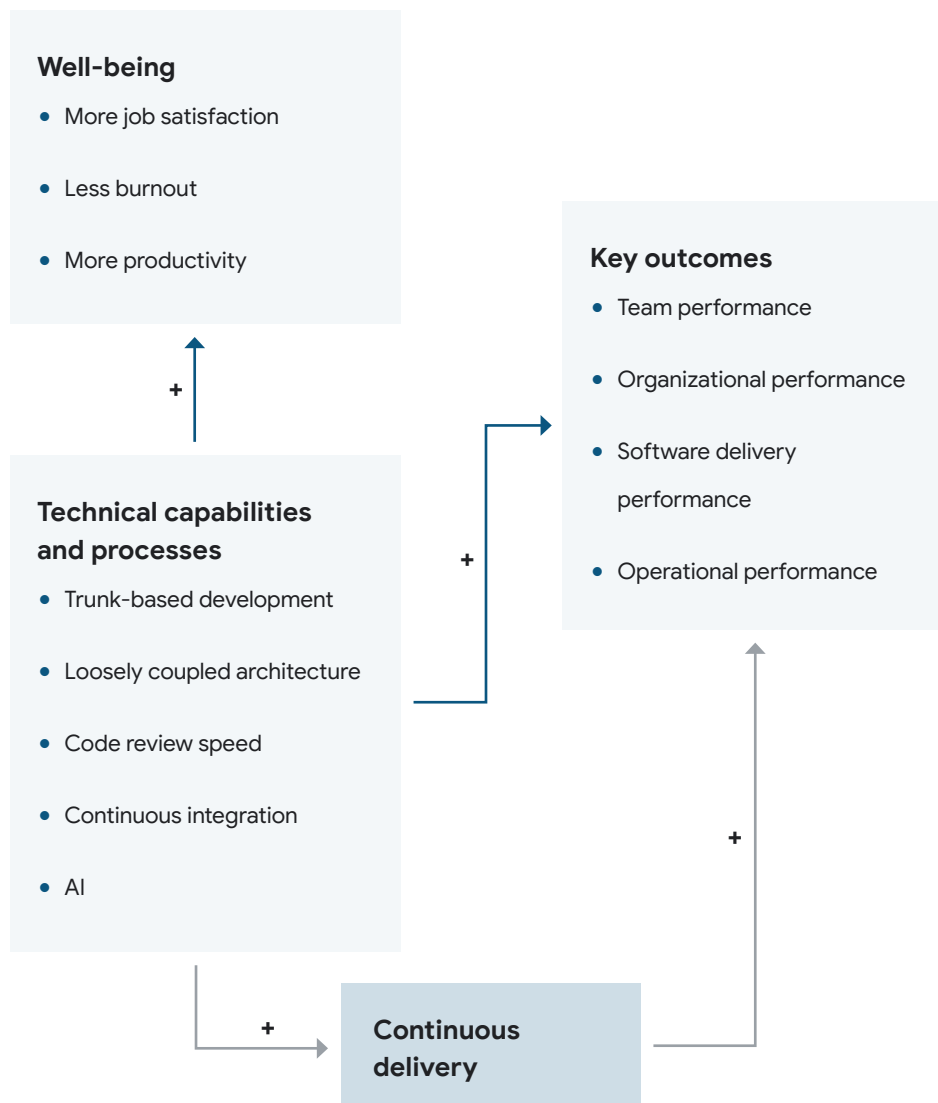 Well-being
• More job satisfaction
• Less burnout
• More productivity
+
Key outcomes
• Team performance
• Organizational performance
• Software delivery
performance
• Operational performance
+
Technical capabilities
and processes
• Trunk-based development
• Loosely coupled architecture
• Code review speed
• Continuous integration
• AI
+
+
Continuous
delivery